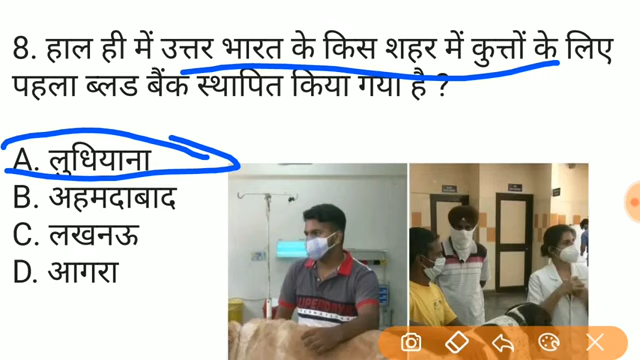 8. हाल ही में उत्तर भारत के किस शहर में कुत्तों के लिए
पहला ब्लड बैंक स्थापित किया गया है ?
A. लुधियाना
B. अहमदाबाद
C. लखनऊ
D. आगरा